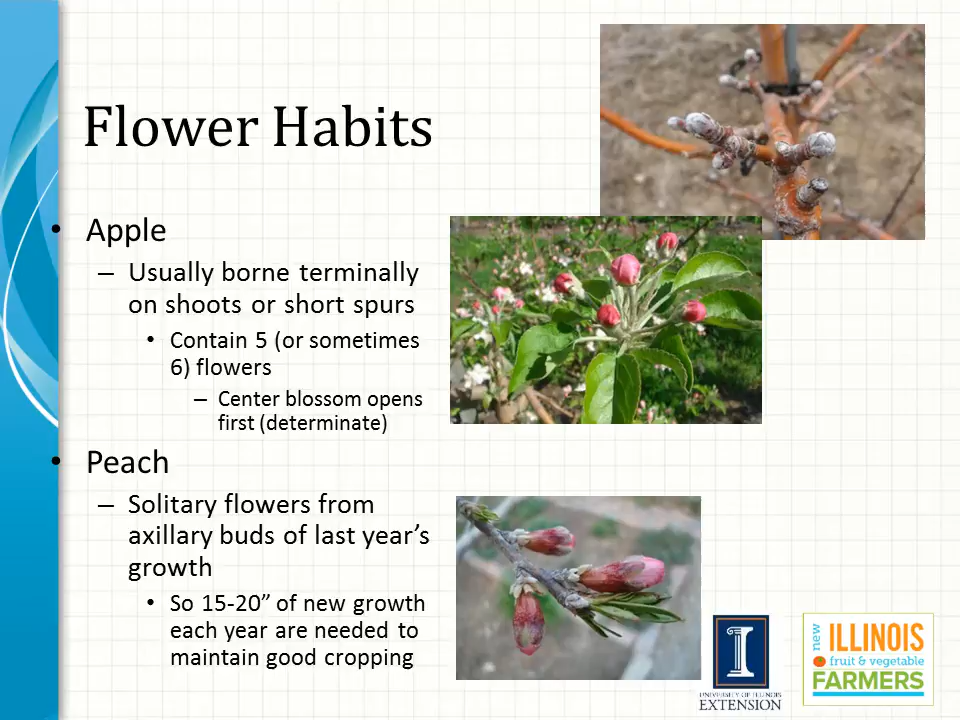 Flower Habits
• Apple
– Usually borne terminally
on shoots or short spurs
• Contain 5 (or sometimes
6) flowers
– Center blossom opens
first (determinate)
• Peach
– Solitary flowers from
axillary buds of last year’s
growth
• So 15-20” of new growth
each year are needed to
maintain good cropping
I
UNIVERSITY OF ILLINOIS
EXTENSION
new
ILLINOIS
fruit & vegetable
FARMERS